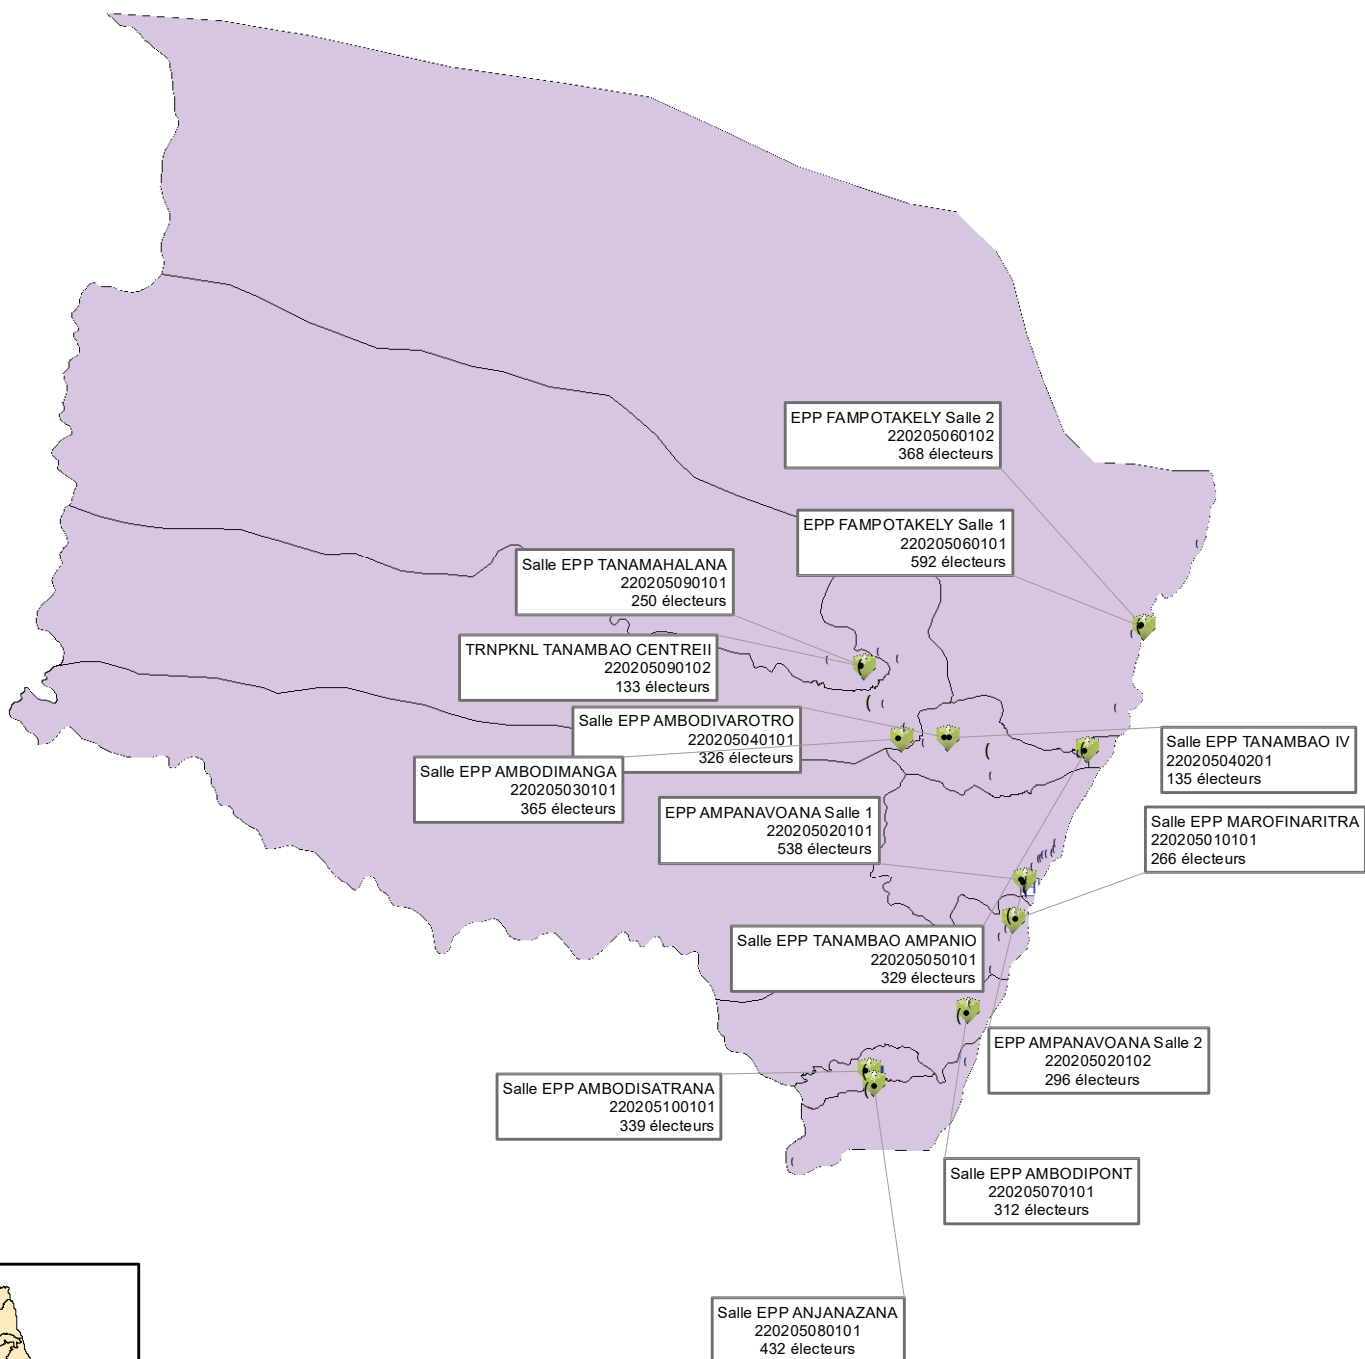 EPP FAMPOTAKELY Salle 2
220205060102
368 électeurs
EPP FAMPOTAKELY Salle 1
220205060101
592 électeurs
Salle EPP TANAMAHALANA
220205090101
250 électeurs
TRNPKNL TANAMBAO CENTREII
220205090102
133 électeurs
Salle EPP AMBODIVAROTRO
220205040101
326 électeurs
Salle EPP TANAMBAO IV
220205040201
135 électeurs
Salle EPP AMBODIMANGA
220205030101
365 électeurs
EPP AMPANAVOANA Salle 1
220205020101
538 électeurs
Salle EPP MAROFINARITRA
220205010101
266 électeurs
Salle EPP TANAMBAO AMPANIO
220205050101
329 électeurs
EPP AMPANAVOANA Salle 2
220205020102
296 électeurs
Salle EPP AMBODISATRANA
220205100101
339 électeurs
Salle EPP AMBODIPONT
220205070101
312 électeurs
Salle EPP ANJANAZANA
220205080101
432 électeurs